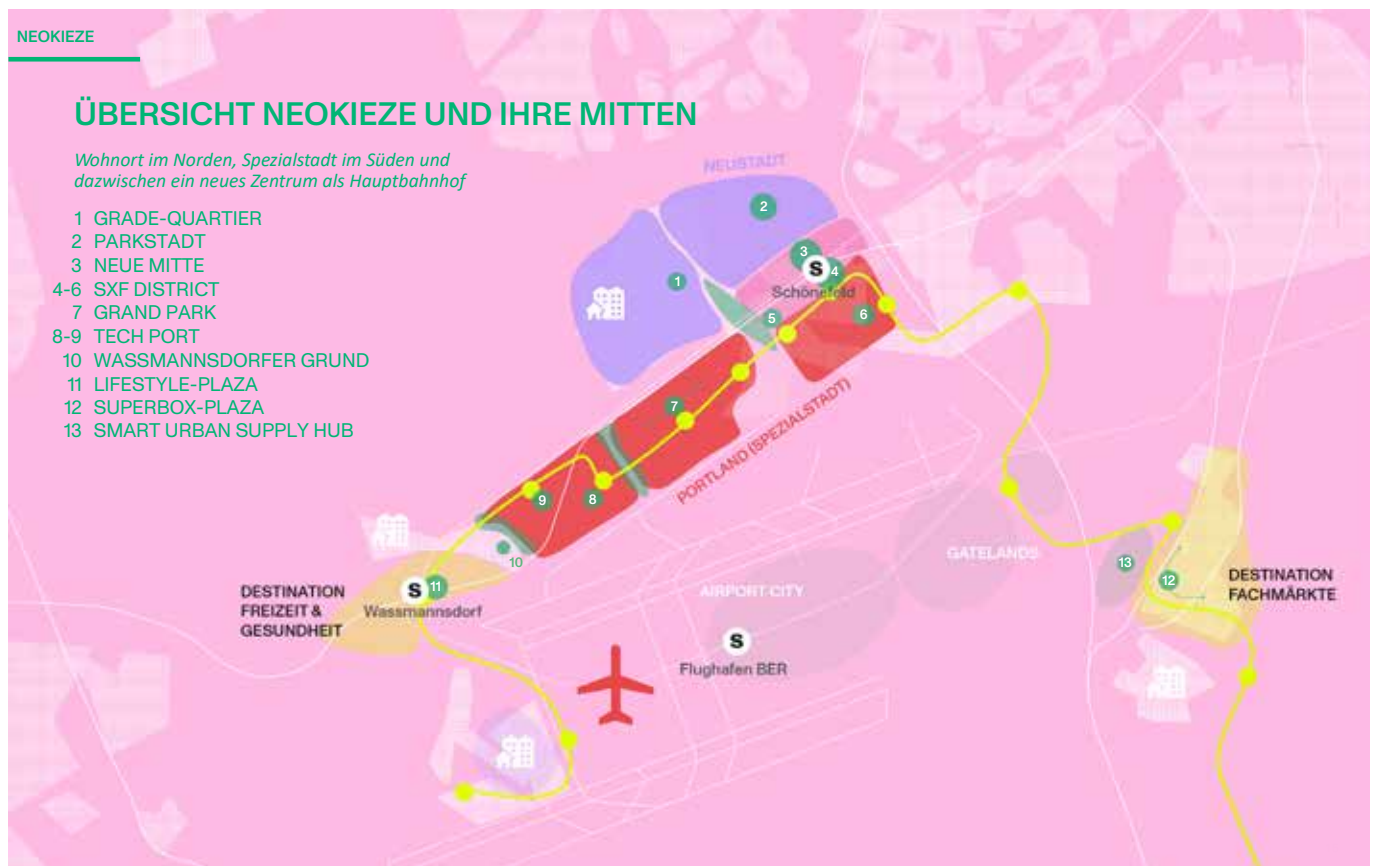 NEOKIEZE
ÜBERSICHT NEOKIEZE UND IHRE MITTEN
Wohnort im Norden, Spezialstadt im Süden und
dazwischen ein neues Zentrum als Hauptbahnhof
1 GRADE-QUARTIER
2 PARKSTADT
3 NEUE MITTE
4-6 SXF DISTRICT
7 GRAND PARK
8-9 TECH PORT
10 WASSMANNSDORFER GRUND
11 LIFESTYLE-PLAZA
12 SUPERBOX-PLAZA
13 SMART URBAN SUPPLY HUB
NEUSTADT
2
3
S
4
1
Schönefeld
5
6
7
PORTLAND (SPEZIALSTADT)
9
8
10
GATELANDS
13
12
DESTINATION
FACHMÄRKTE
DESTINATION
FREIZEIT &
GESUNDHEIT
S
11
Wassmannsdorf
AIRPORT CITY
S
Flughafen BER